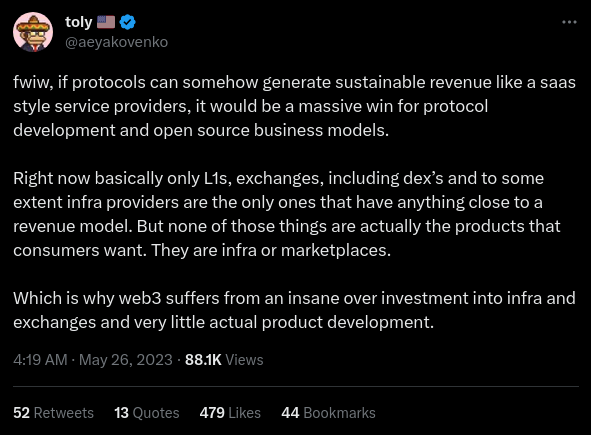 toly 🇺🇸
@aeyakovenko
fwiw, if protocols can somehow generate sustainable revenue like a saas
style service providers, it would be a massive win for protocol
development and open source business models.
Right now basically only L1s, exchanges, including dex’s and to some
extent infra providers are the only ones that have anything close to a
revenue model. But none of those things are actually the products that
consumers want. They are infra or marketplaces.
Which is why web3 suffers from an insane over investment into infra and
exchanges and very little actual product development.
4:19 AM · May 26, 2023 · 88.1K Views
52 Retweets 13 Quotes 479 Likes 44 Bookmarks